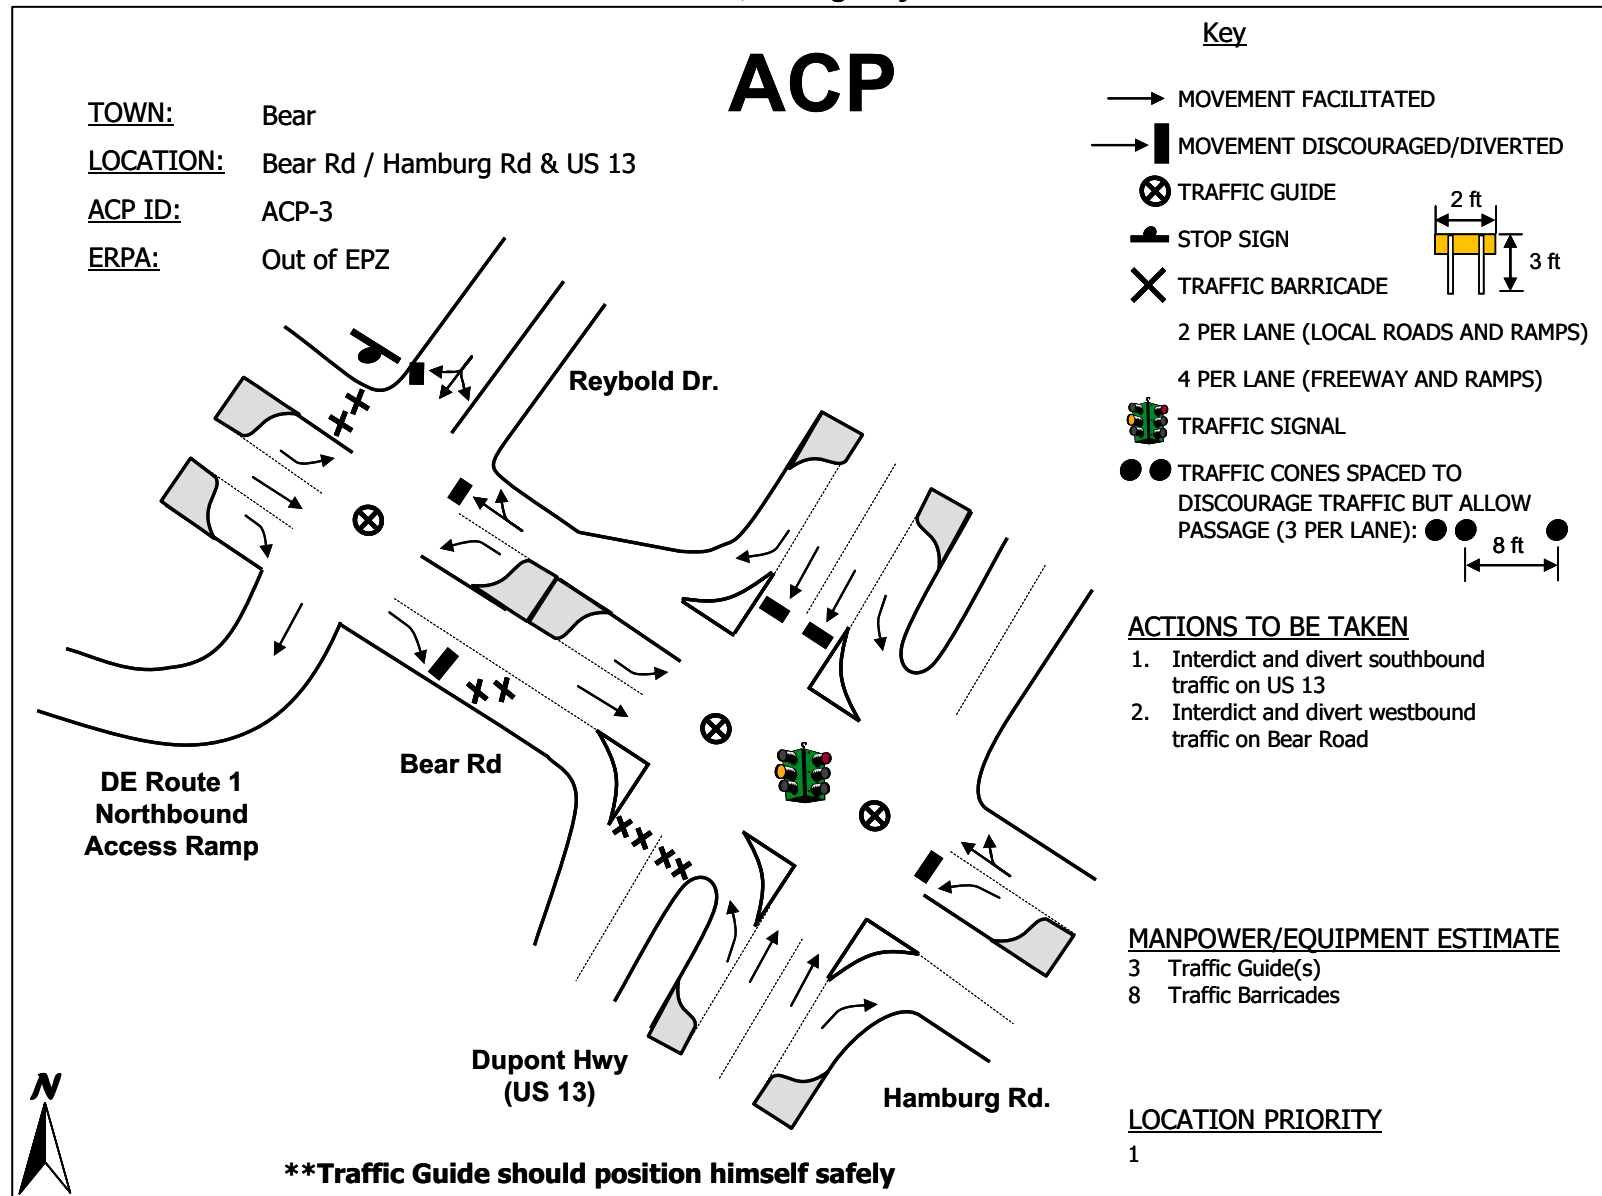 ACP
TOWN: Bear
LOCATION: Bear Rd / Hamburg Rd & US 13
ACP ID: ACP-3
ERPA: Out of EPZ
Key
MOVEMENT FACILITATED
MOVEMENT DISCOURAGED/DIVERTED
TRAFFIC GUIDE
STOP SIGN
TRAFFIC BARRICADE
2 ft
3 ft
2 PER LANE (LOCAL ROADS AND RAMPS)
4 PER LANE (FREEWAY AND RAMPS)
TRAFFIC SIGNAL
TRAFFIC CONES SPACED TO
DISCOURAGE TRAFFIC BUT ALLOW
PASSAGE (3 PER LANE):
8 ft
ACTIONS TO BE TAKEN
1. Interdict and divert southbound
traffic on US 13
2. Interdict and divert westbound
traffic on Bear Road
MANPOWER/EQUIPMENT ESTIMATE
3 Traffic Guide(s)
8 Traffic Barricades
LOCATION PRIORITY
1
Reybold Dr.
Bear Rd
DE Route 1
Northbound
Access Ramp
Dupont Hwy
(US 13)
Hamburg Rd.
N
**Traffic Guide should position himself safely